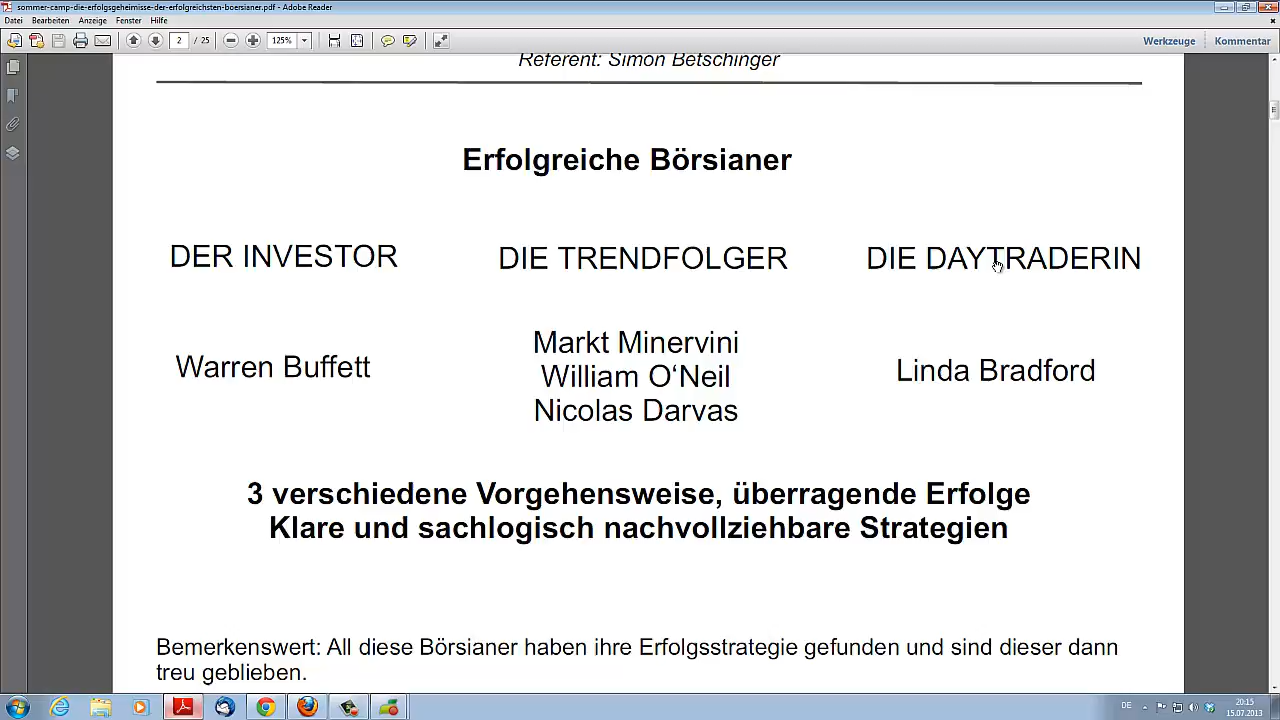 sommer-camp-die-erfolgsgeheimisse-der-erfolgreichsten-boersianer.pdf - Adobe Reader
Datei Bearbeiten Anzeige Fenster Hilfe
2 / 25 125% Werkzeuge Kommentar
Referent: Simon Betschinger
Erfolgreiche Börsianer
DER INVESTOR DIE TRENDFOLGER DIE DAYTRADERIN
Markt Minervini
Warren Buffett William O‘Neil Linda Bradford
Nicolas Darvas
3 verschiedene Vorgehensweise, überragende Erfolge
Klare und sachlogisch nachvollziehbare Strategien
Bemerkenswert: All diese Börsianer haben ihre Erfolgsstrategie gefunden und sind dieser dann
treu geblieben.
DE 20:15
15.07.2013